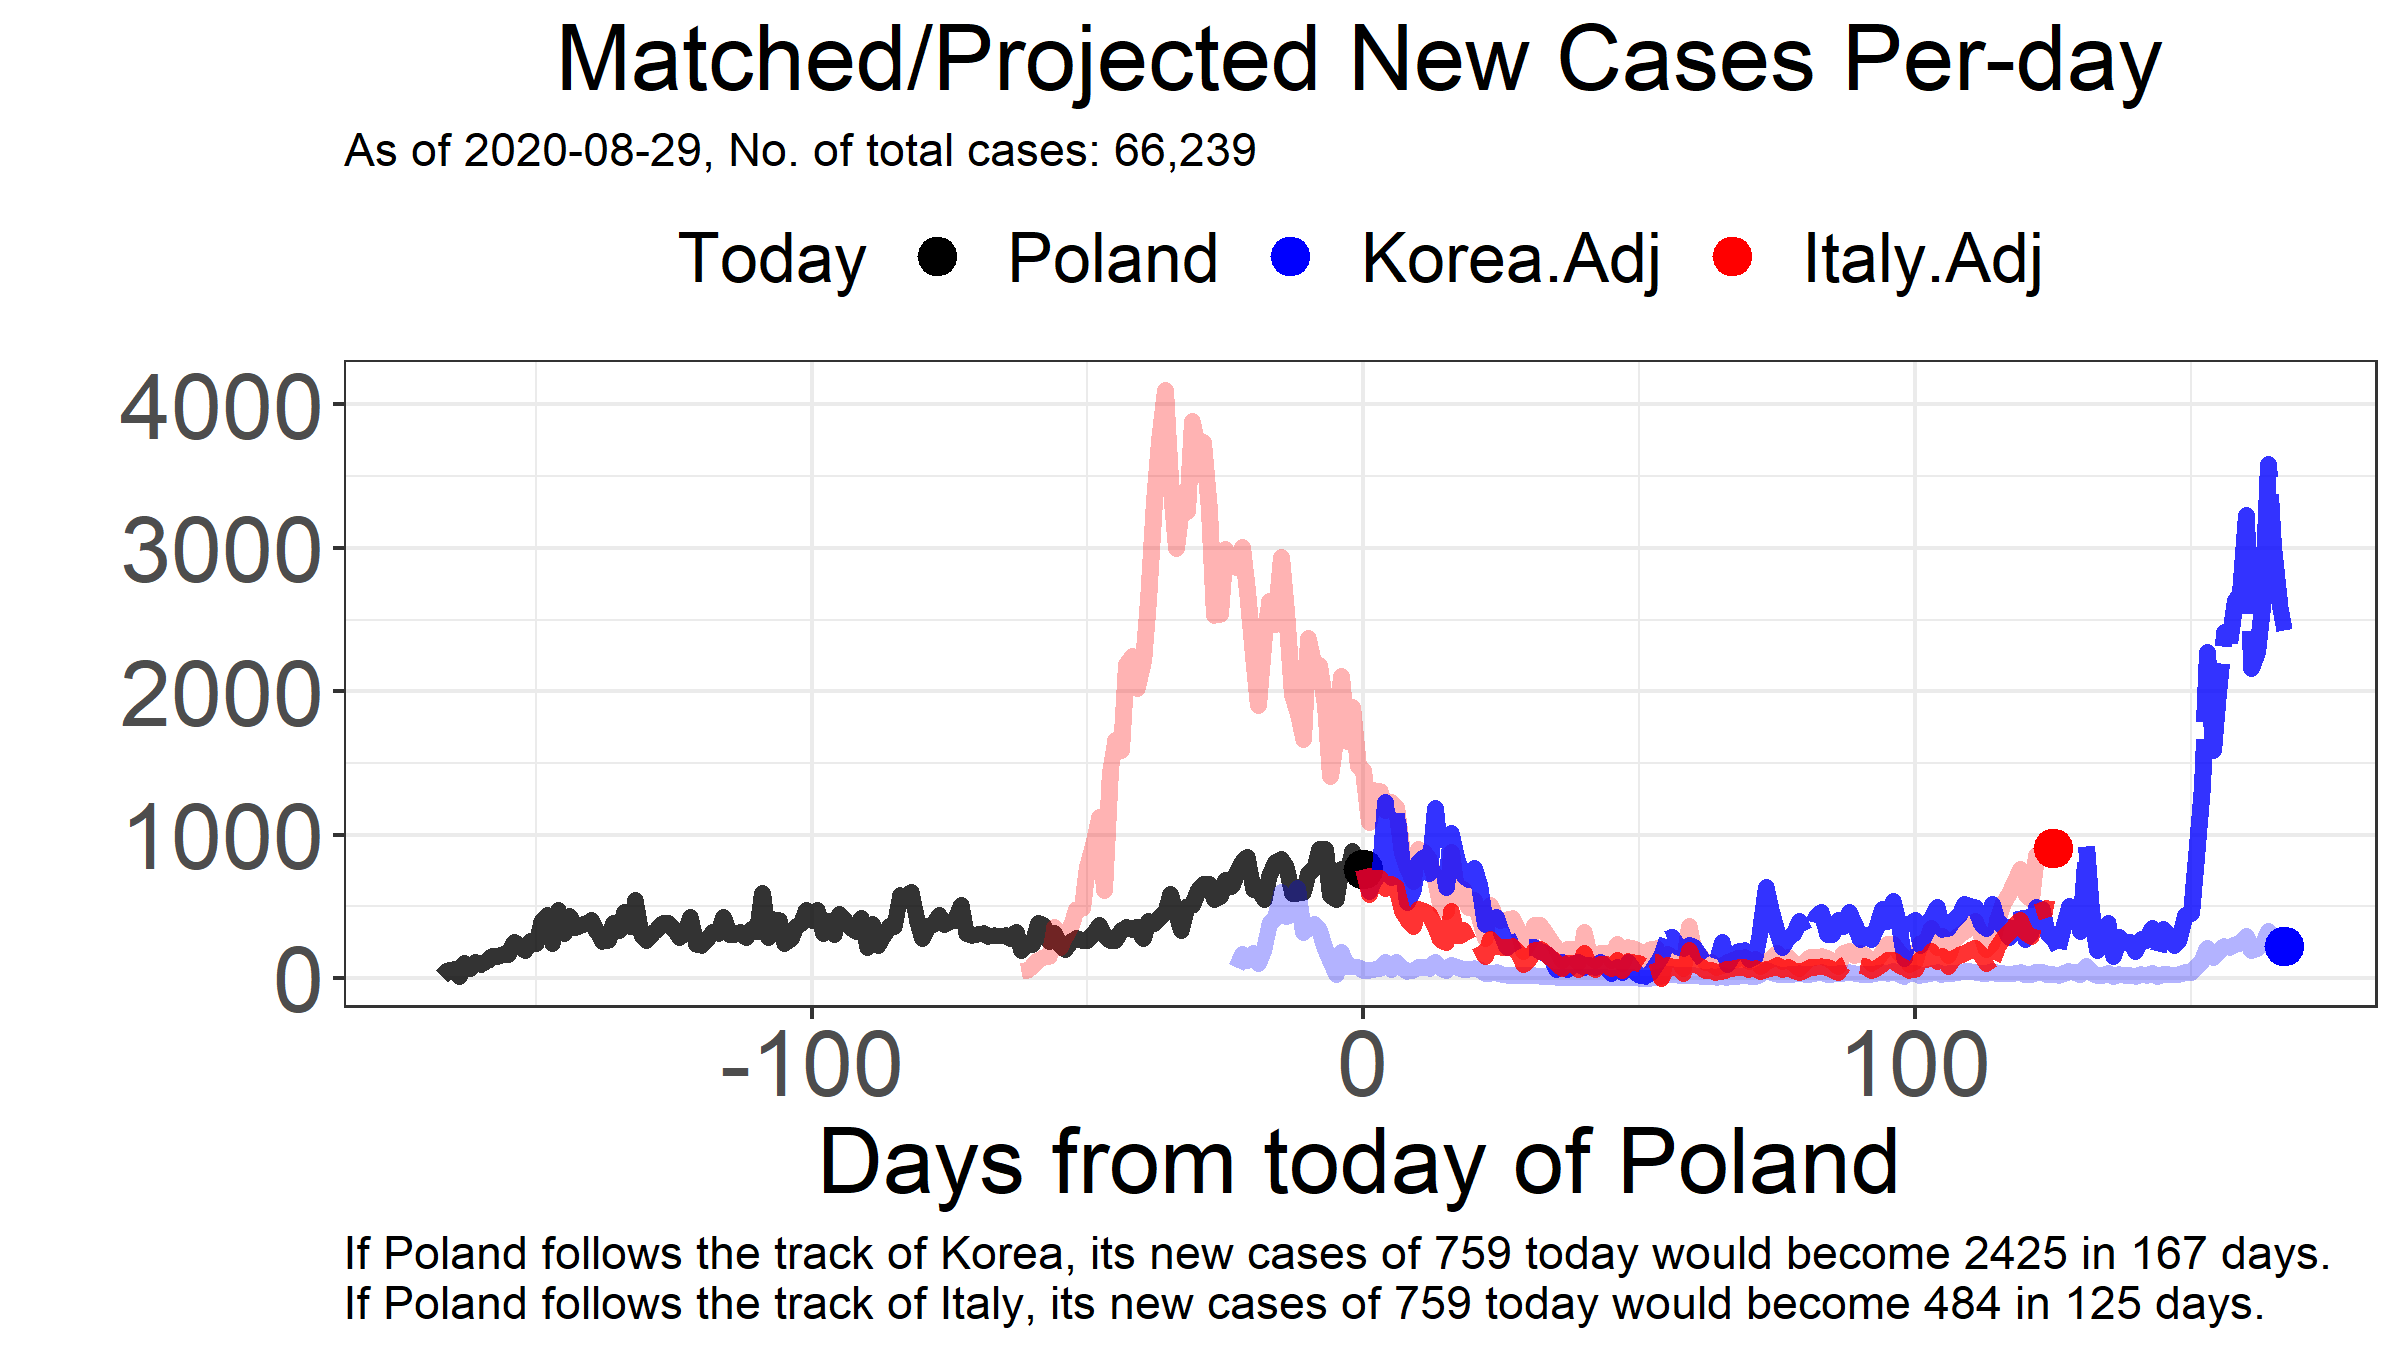 Matched/Projected New Cases Per-day
As of 2020-08-29, No. of total cases: 66,239
Today Poland Korea.Adj Italy.Adj
4000
3000
2000
1000
0
-100 0 100
Days from today of Poland
If Poland follows the track of Korea, its new cases of 759 today would become 2425 in 167 days.
If Poland follows the track of Italy, its new cases of 759 today would become 484 in 125 days.